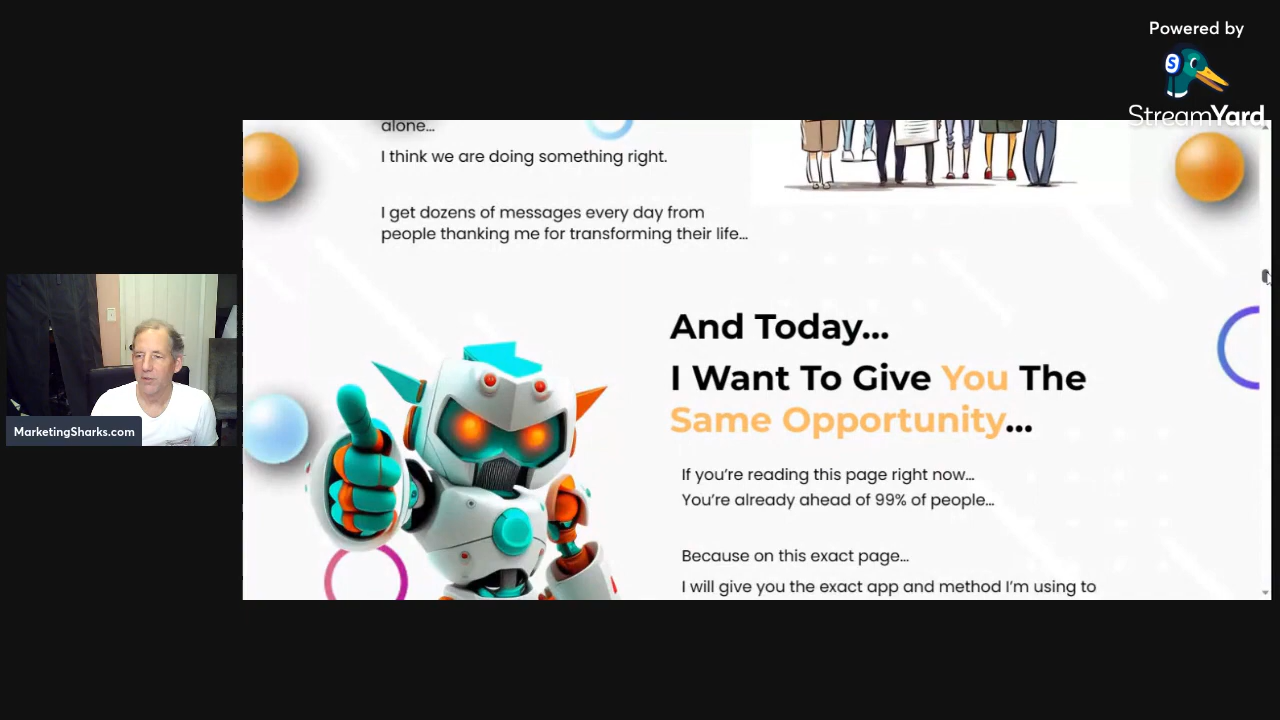 Powered by
StreamYard
alone...
I think we are doing something right.
I get dozens of messages every day from
people thanking me for transforming their life...
And Today...
I Want To Give You The
Same Opportunity...
If you're reading this page right now...
You're already ahead of 99% of people...
Because on this exact page...
I will give you the exact app and method I'm using to
MarketingSharks.com